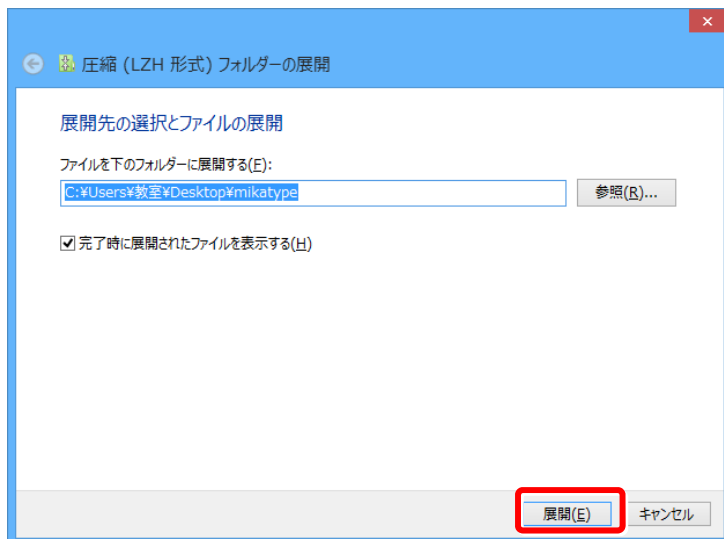 圧縮 (LZH 形式) フォルダーの展開
展開先の選択とファイルの展開
ファイルを下のフォルダーに展開する(F):
C:¥Users¥教室¥Desktop¥mikatype
参照(R)...
完了時に展開されたファイルを表示する(H)
展開(E)
キャンセル